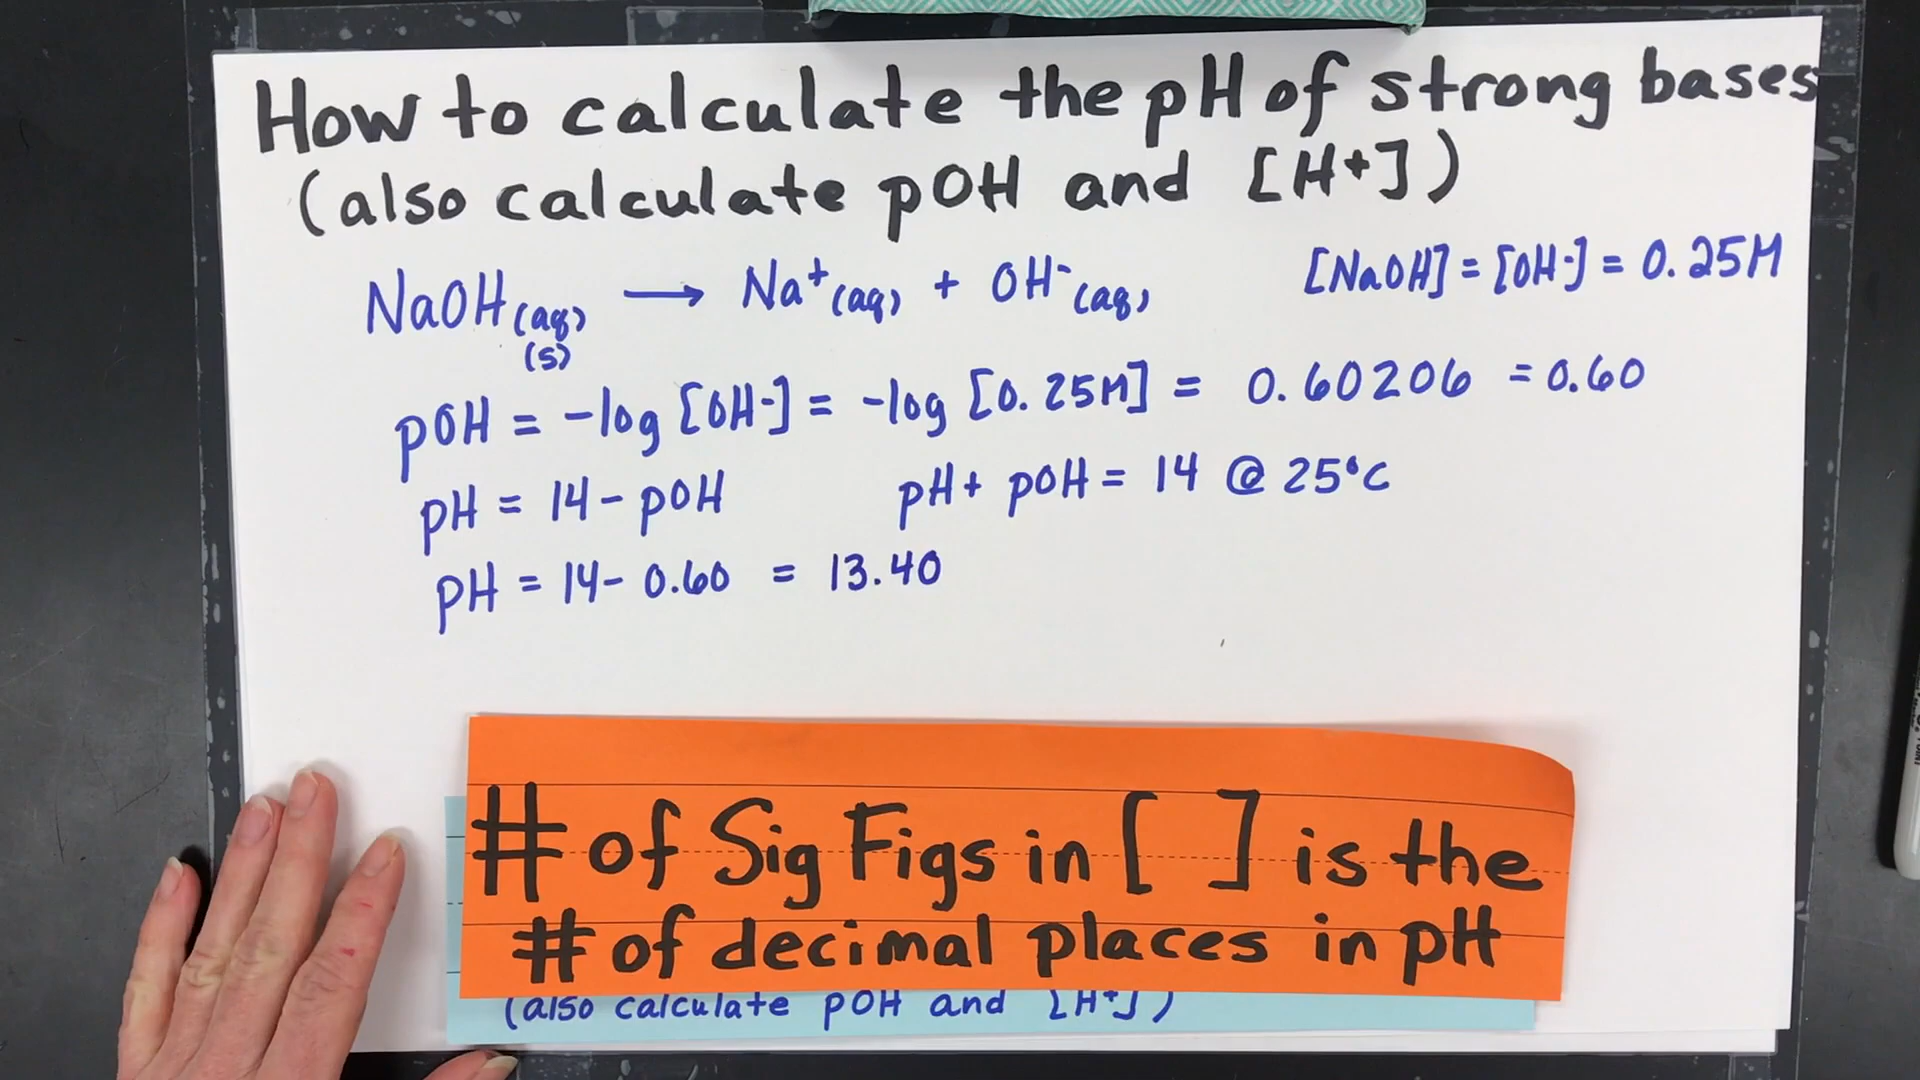 How to calculate the pH of strong bases
(also calculate pOH and [H+])
NaOH(aq) → Na+(aq) + OH-(aq) [NaOH] = [OH-] = 0.25M
(s)
pOH = -log [OH-] = -log [0.25M] = 0.60206 = 0.60
pH = 14 - pOH pH + pOH = 14 @ 25°C
pH = 14 - 0.60 = 13.40
# of Sig Figs in [ ] is the
# of decimal places in pH
(also calculate pOH and [H+])